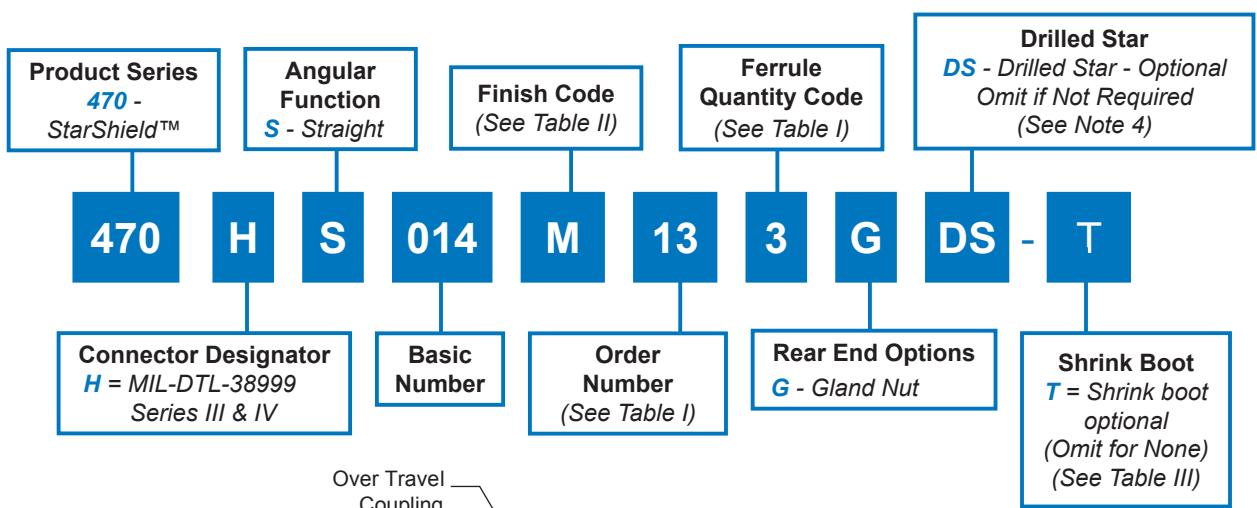 Product Series
470 -
StarShield™
Angular
Function
S - Straight
Finish Code
(See Table II)
Ferrule
Quantity Code
(See Table I)
Drilled Star
DS - Drilled Star - Optional
Omit if Not Required
(See Note 4)
470 H S 014 M 13 3 G DS - T
Connector Designator
H = MIL-DTL-38999
Series III & IV
Basic
Number
Order
Number
(See Table I)
Rear End Options
G - Gland Nut
Shrink Boot
T = Shrink boot
optional
(Omit for None)
(See Table III)
Over Travel
Coupling